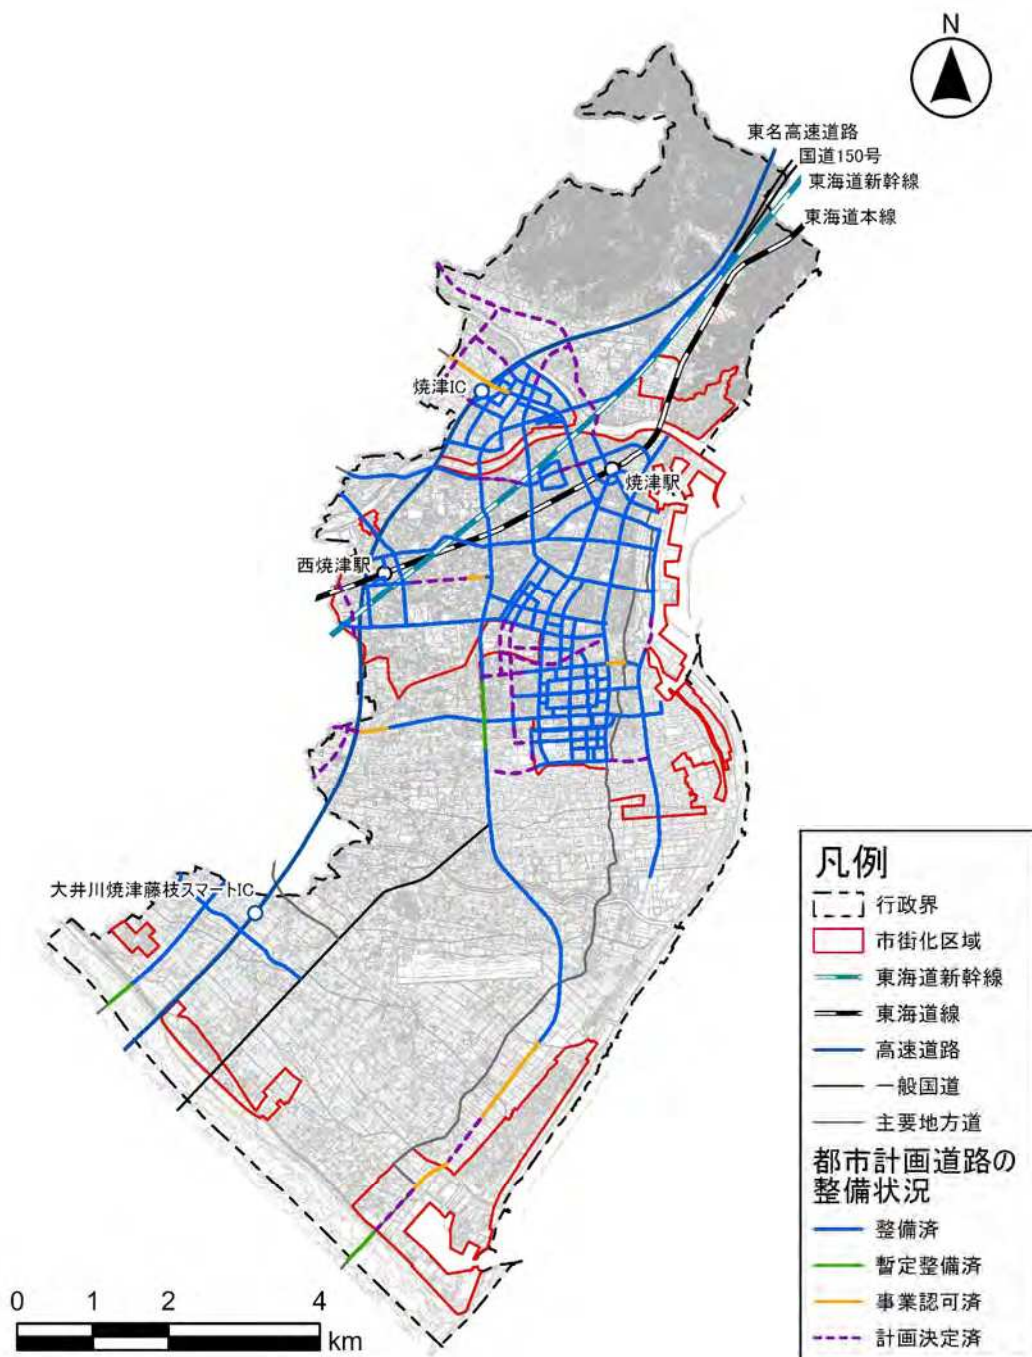 N
東名高速道路
国道150号
東海道新幹線
東海道本線
焼津IC
焼津駅
西焼津駅
大井川焼津藤枝スマートIC
凡例
行政界
市街化区域
東海道新幹線
東海道線
高速道路
一般国道
主要地方道
都市計画道路の
整備状況
整備済
暫定整備済
事業認可済
計画決定済
0 1 2 4
km